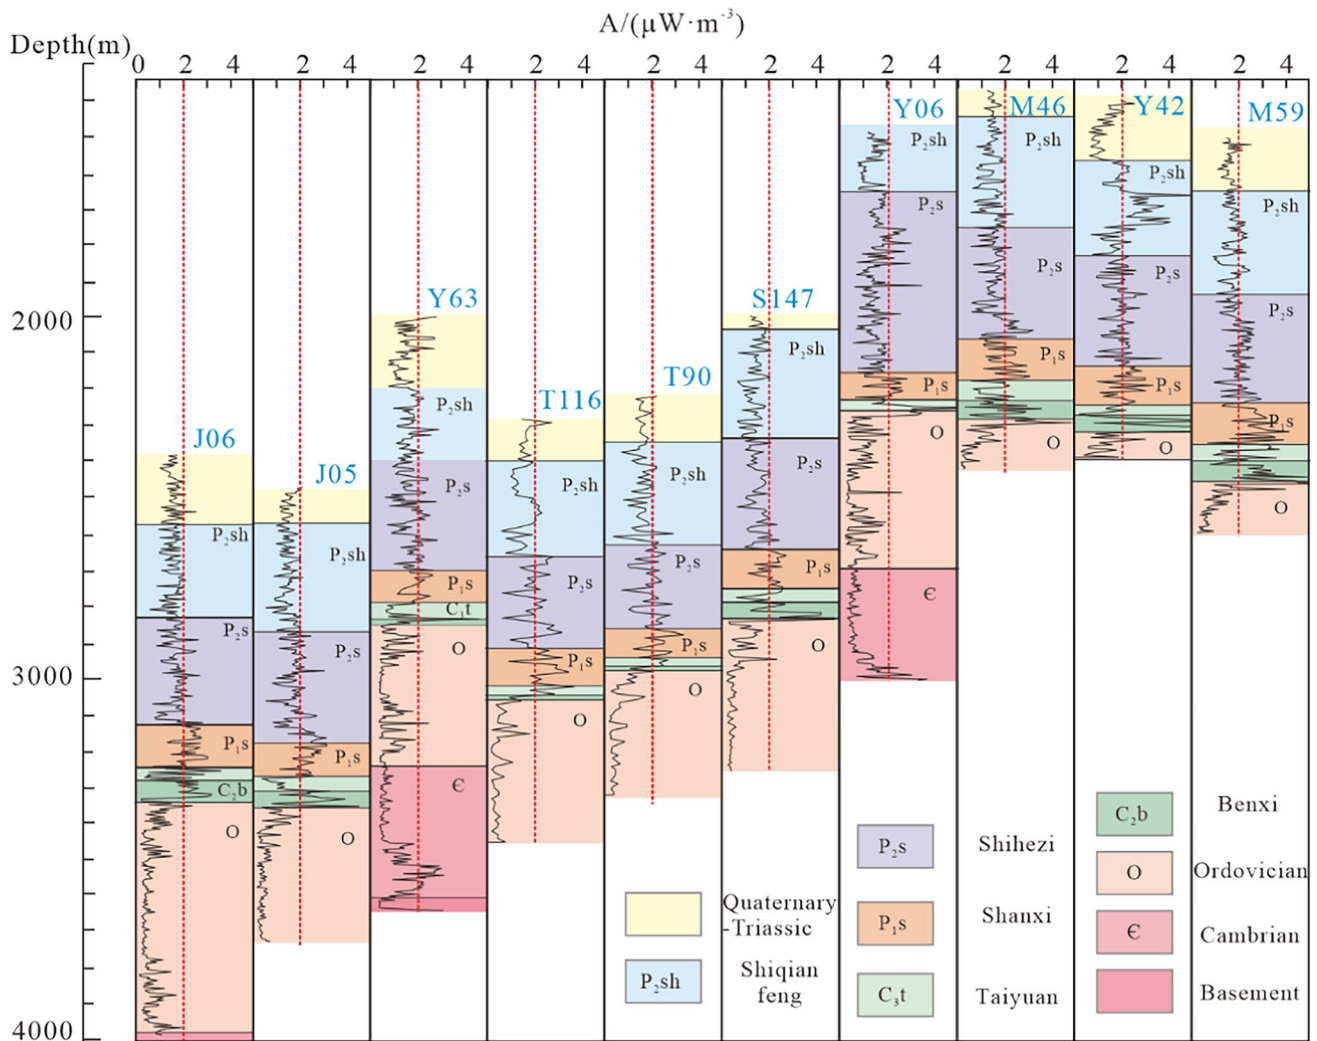 A/(μW·m⁻³)
Depth(m)
0 2 4 2 4 2 4 2 4 2 4 2 4 2 4 2 4 2 4 2 4
Y06 M46 Y42 M59
P₂sh P₂sh P₂sh P₂sh
P₂s P₂s P₂s P₂s
2000
Y63 S147
P₂sh P₂sh
P₁s P₁s P₁s P₁s
T116 T90
J06 J05
O O O O
P₂s P₂s
P₂sh P₂sh P₂sh P₂sh
P₁s P₁s
P₂s P₂s
C₃t
Є
P₂s P₂s
O O
P₁s P₁s
3000
O O
P₁s P₁s
C₂b Є
O O
4000
Quaternary
-Triassic
P₂sh Shiqian
feng
P₂s Shihezi
P₁s Shanxi
C₃t Taiyuan
C₂b Benxi
O Ordovician
Є Cambrian
Basement